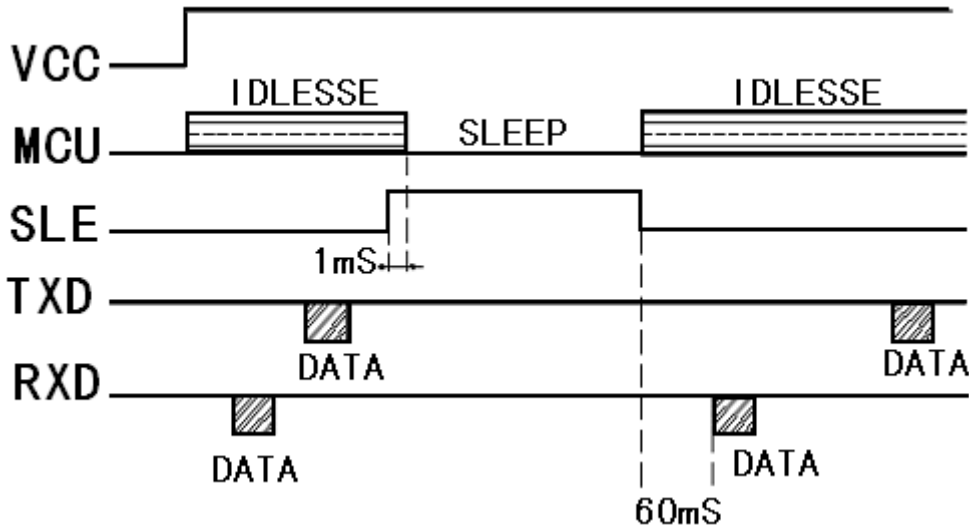 VCC
IDLESSE
IDLESSE
MCU
SLEEP
SLE
1mS
TXD
DATA
DATA
RXD
DATA
DATA
60mS